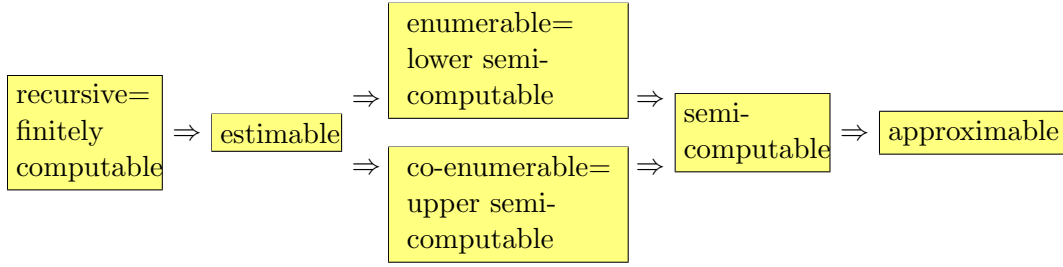 recursive=
finitely
computable
⇒
estimable
⇒
enumerable=
lower semi-
computable
⇒
⇒
co-enumerable=
upper semi-
computable
⇒
semi-
computable
⇒
approximable